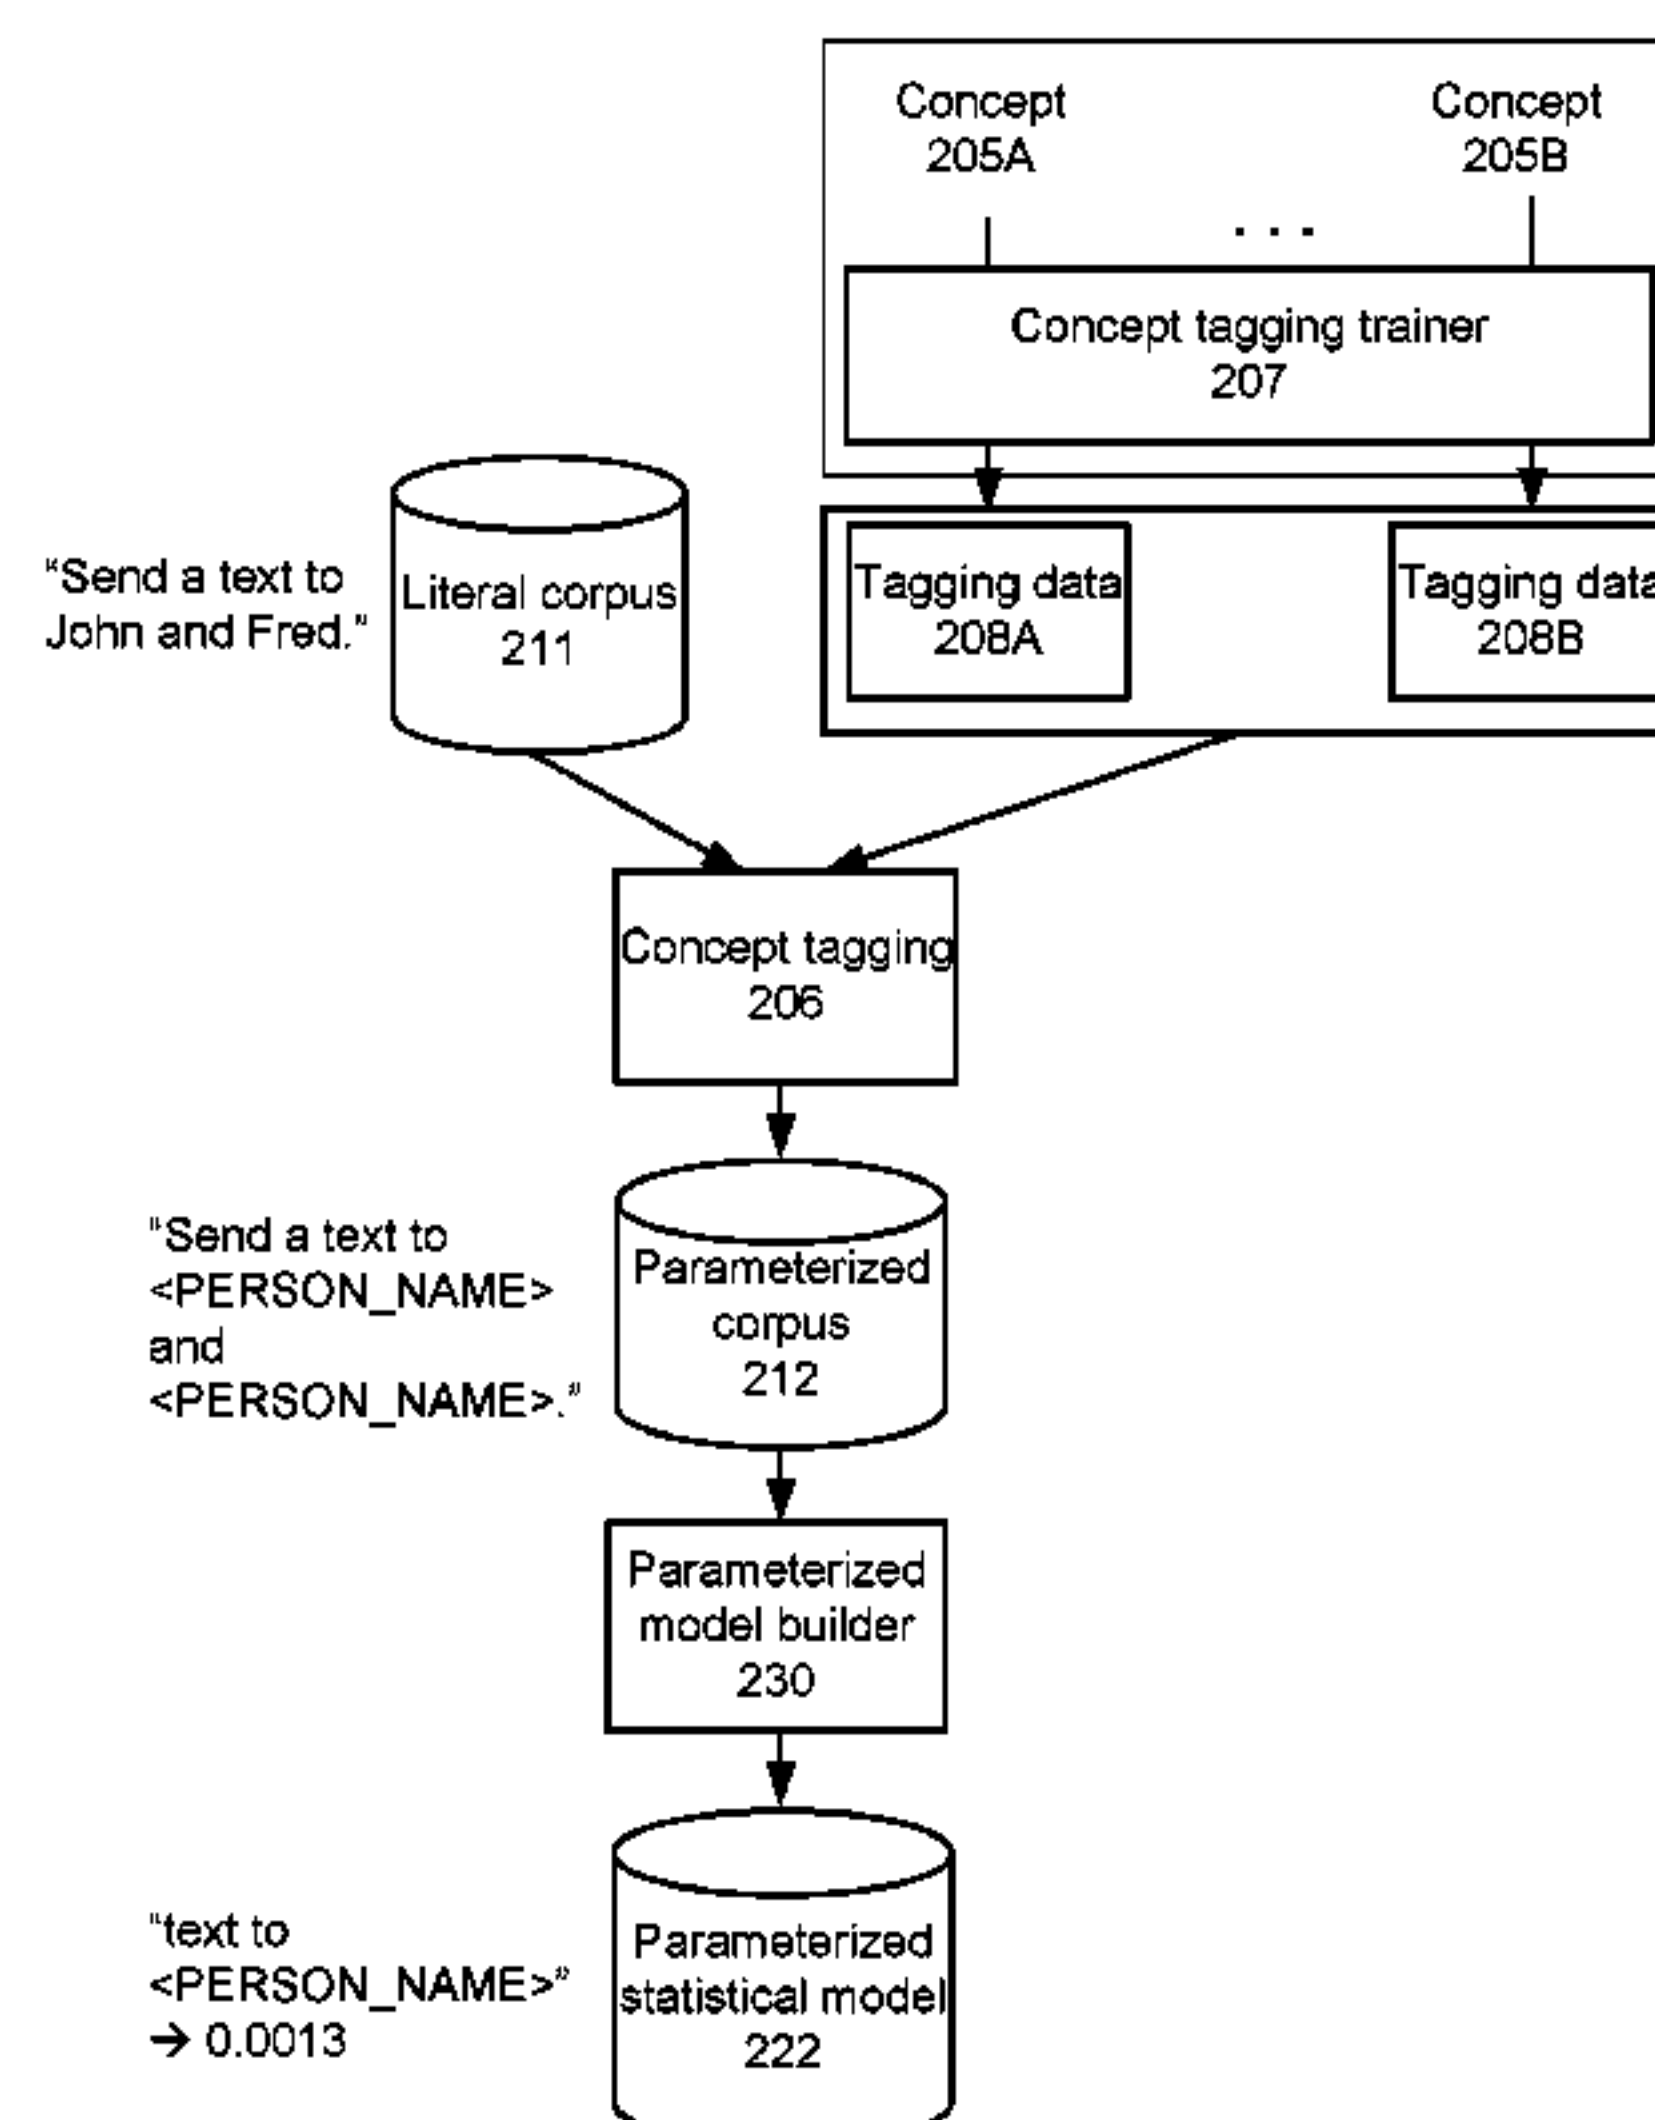 Concept
205A
Concept
205B
. . .
Concept tagging trainer
207
"Send a text to
John and Fred."
Literal corpus
211
Tagging data
208A
Tagging data
208B
Concept tagging
206
"Send a text to
<PERSON_NAME>
and
<PERSON_NAME>."
Parameterized
corpus
212
Parameterized
model builder
230
"text to
<PERSON_NAME>"
→ 0.0013
Parameterized
statistical model
222